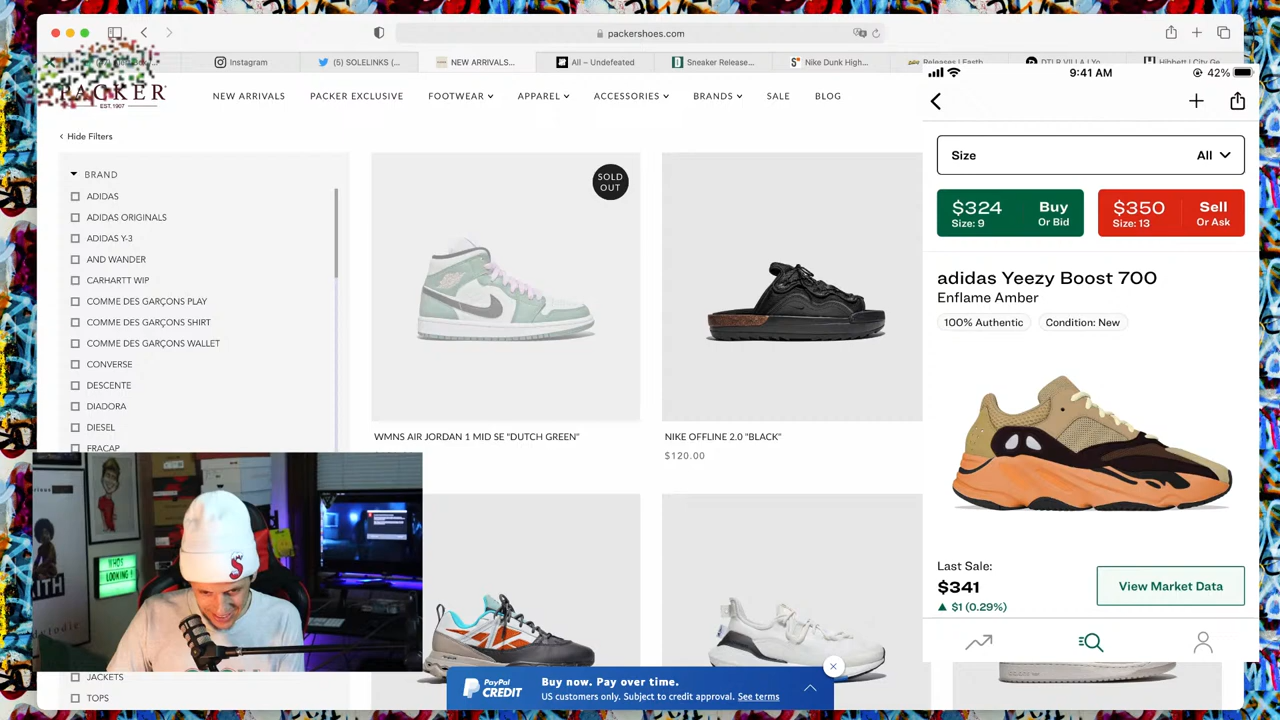 packershoes.com
Instagram
(5) SOLELINKS (...
NEW ARRIVALS...
All – Undefeated
Sneaker Release...
Nike Dunk High...
PACKER
EST. 1907
NEW ARRIVALS
PACKER EXCLUSIVE
FOOTWEAR
APPAREL
ACCESSORIES
BRANDS
SALE
BLOG
Hide Filters
BRAND
ADIDAS
ADIDAS ORIGINALS
ADIDAS Y-3
AND WANDER
CARHARTT WIP
COMME DES GARÇONS PLAY
COMME DES GARÇONS SHIRT
COMME DES GARÇONS WALLET
CONVERSE
DESCENTE
DIADORA
DIESEL
FRACAP
JACKETS
TOPS
SOLD
OUT
WMNS AIR JORDAN 1 MID SE "DUTCH GREEN"
NIKE OFFLINE 2.0 "BLACK"
$120.00
WHO'S
LOOKING!
S
PayPal
CREDIT
Buy now. Pay over time.
US customers only. Subject to credit approval. See terms
9:41 AM
42%
Size
All
$324
Size: 9
Buy
Or Bid
$350
Size: 13
Sell
Or Ask
adidas Yeezy Boost 700
Enflame Amber
100% Authentic
Condition: New
Last Sale:
$341
▲ $1 (0.29%)
View Market Data